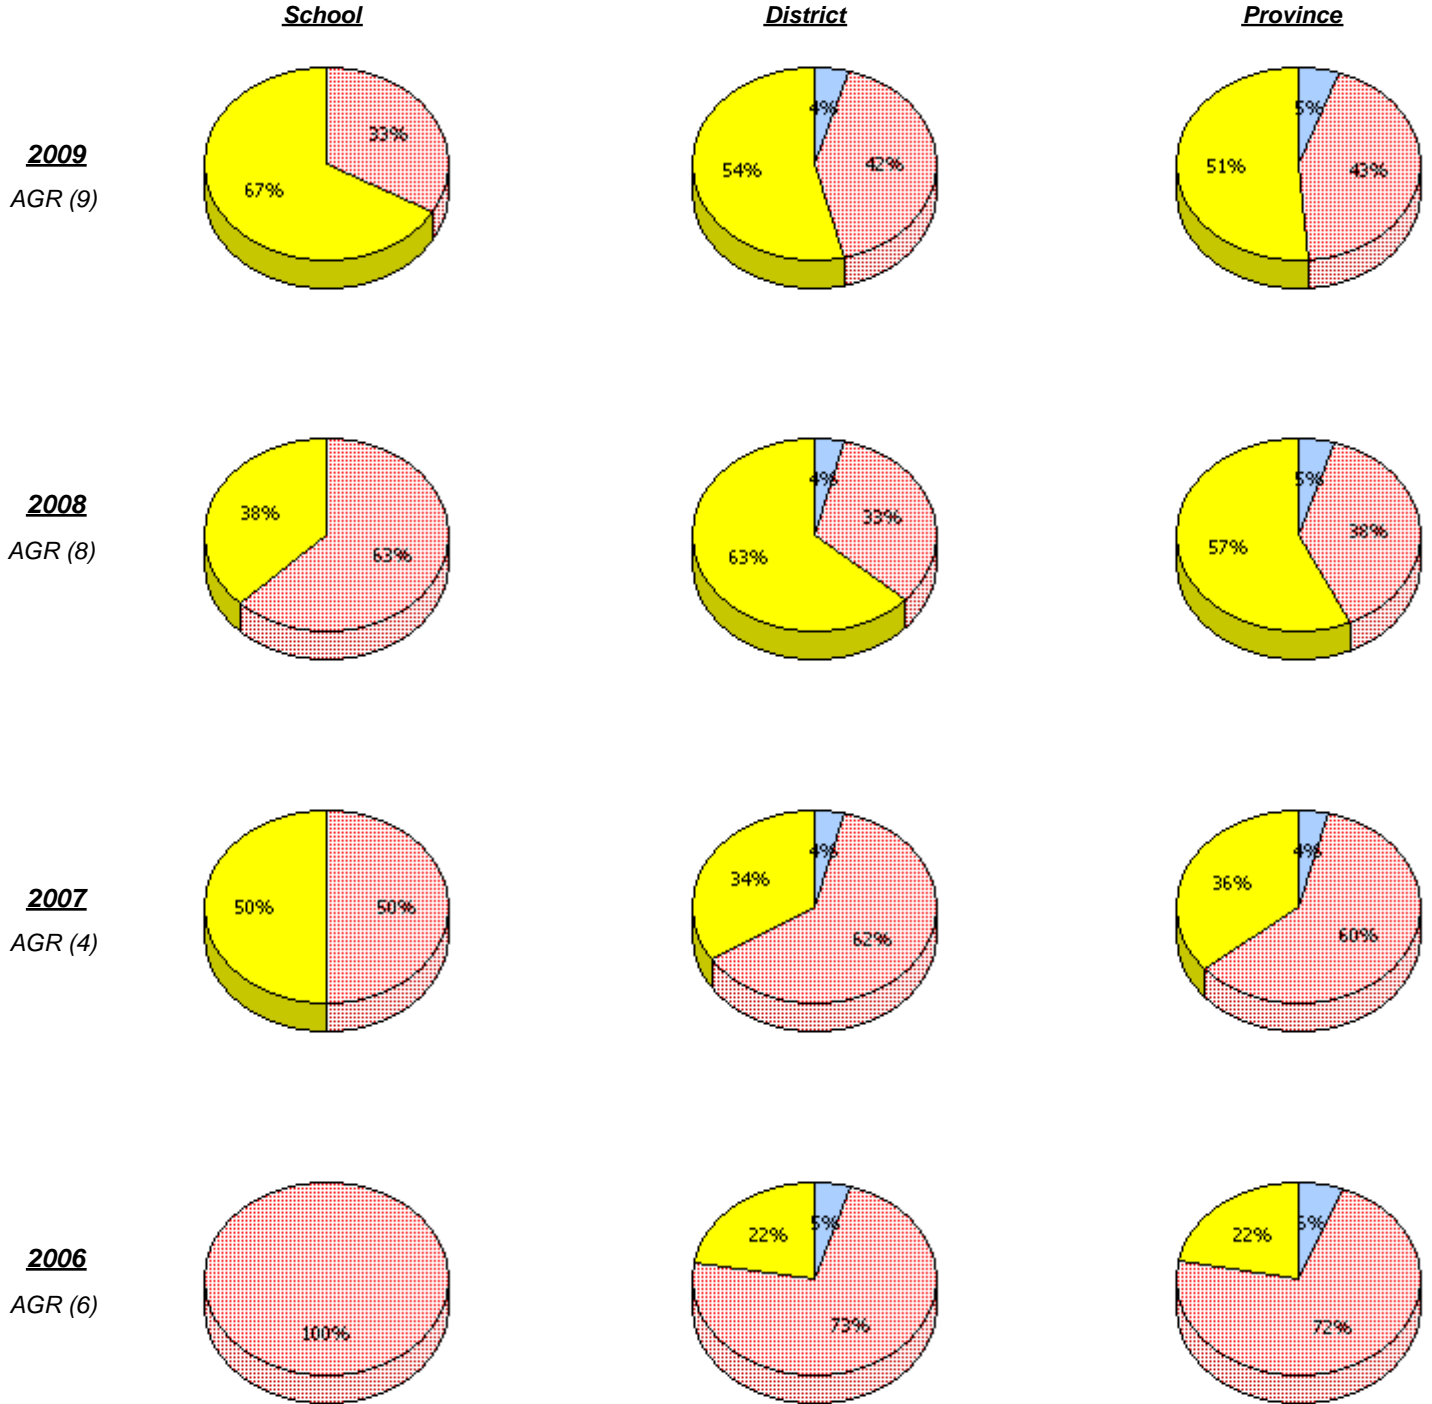 School District Province
2009
AGR (9)
67% 33%
54% 4% 42%
51% 5% 43%
2008
AGR (8)
38% 63%
63% 4% 33%
57% 5% 38%
2007
AGR (4)
50% 50%
34% 4% 62%
36% 4% 60%
2006
AGR (6)
100%
22% 5% 73%
22% 72%